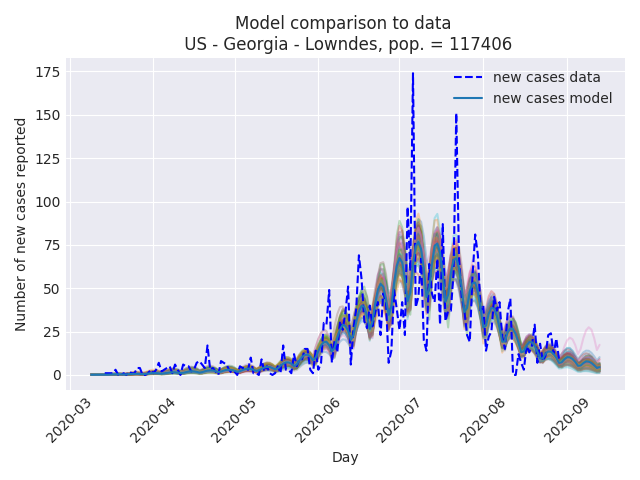 Model comparison to data
US - Georgia - Lowndes, pop. = 117406
175
150
125
100
75
50
25
0
Number of new cases reported
new cases data
new cases model
2020-03
2020-04
2020-05
2020-06
2020-07
2020-08
2020-09
Day